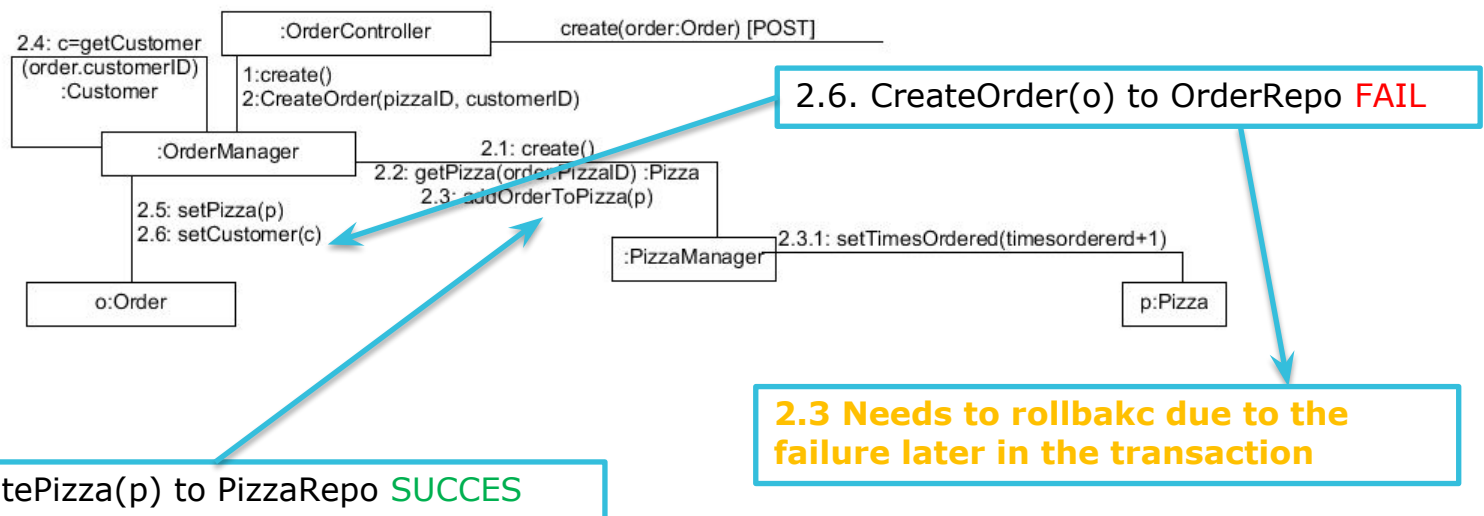 :OrderController
create(order:Order) [POST]
2.4: c=getCustomer
(order.customerID)
:Customer
1:create()
2:CreateOrder(pizzaID, customerID)
2.6. CreateOrder(o) to OrderRepo FAIL
:OrderManager
2.1: create()
2.2: getPizza(order.PizzaID) :Pizza
2.3: addOrderToPizza(p)
2.5: setPizza(p)
2.6: setCustomer(c)
:PizzaManager
2.3.1: setTimesOrdered(timesordererd+1)
o:Order
p:Pizza
2.3 Needs to rollbakc due to the
failure later in the transaction
tePizza(p) to PizzaRepo SUCCES